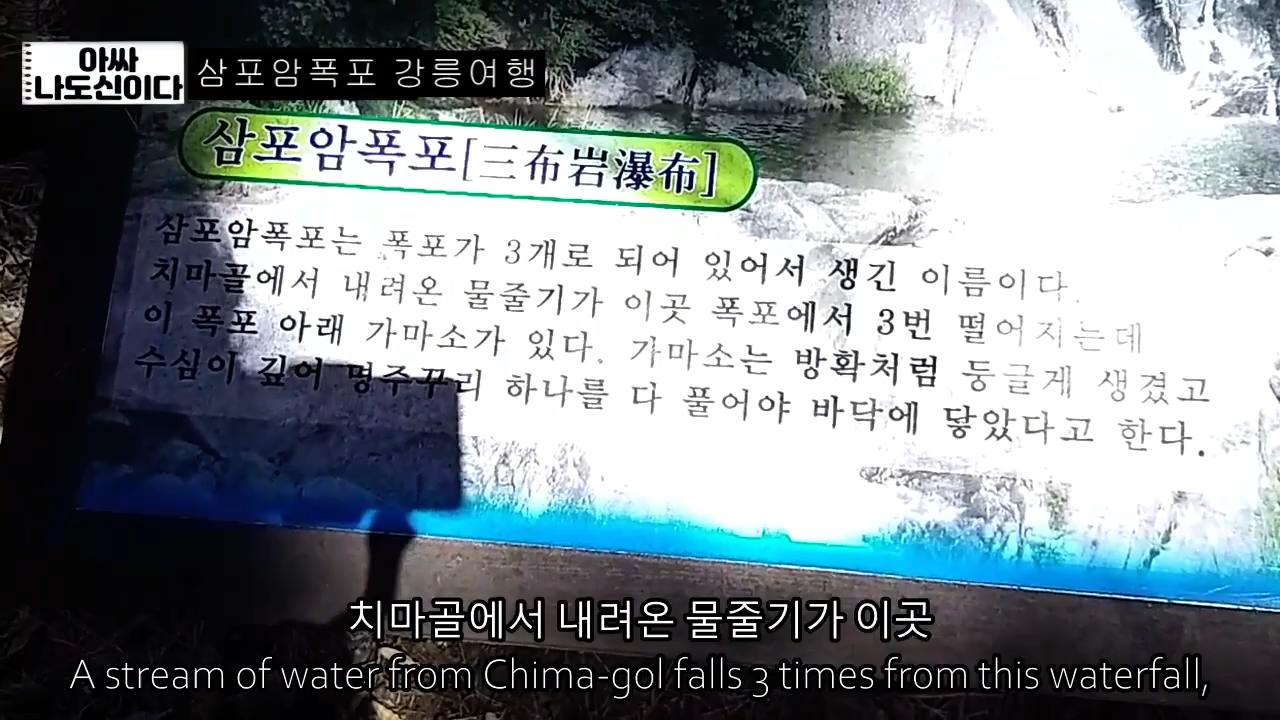 아싸
나도신이다
삼포암폭포 강릉여행
삼포암폭포[三布岩瀑布]
삼포암폭포는 폭포가 3개로 되어 있어서 생긴 이름이다.
치마골에서 내려온 물줄기가 이곳 폭포에서 3번 떨어지는데
이 폭포 아래 가마소가 있다. 가마소는 방확처럼 둥글게 생겼고
수심이 깊어 명주꾸리 하나를 다 풀어야 바닥에 닿았다고 한다.
치마골에서 내려온 물줄기가 이곳
A stream of water from Chima-gol falls 3 times from this waterfall,